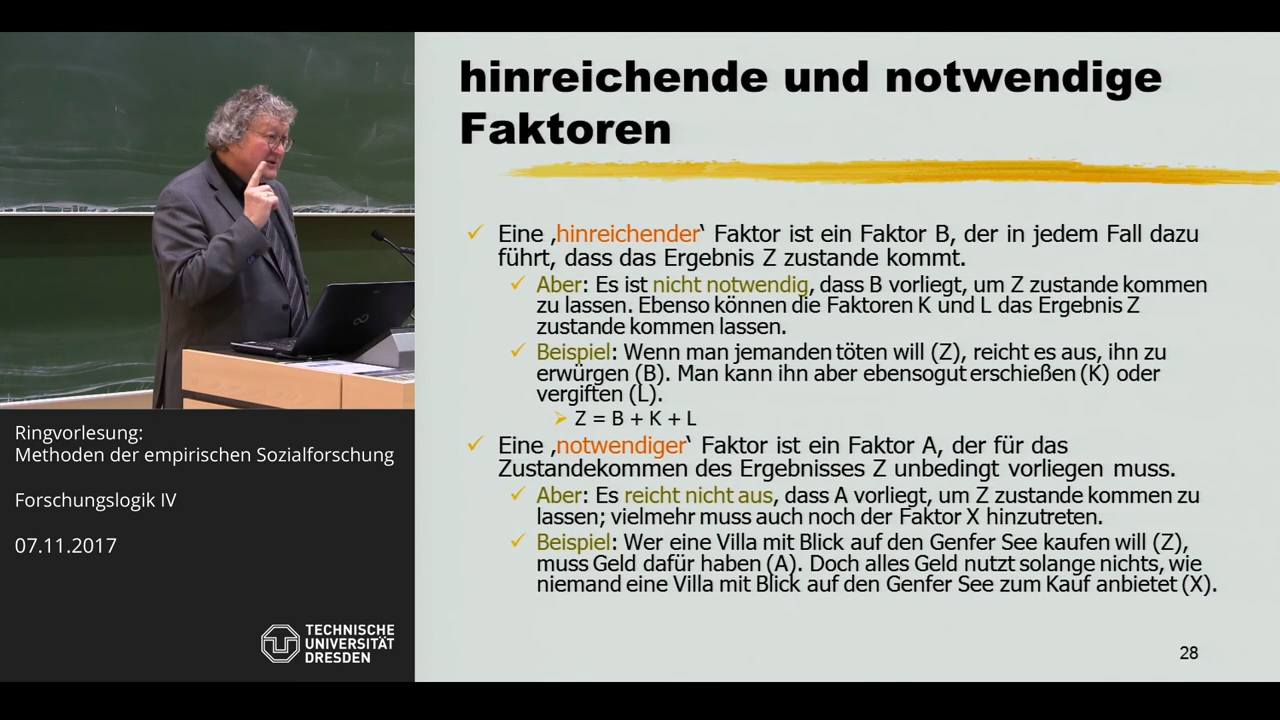 hinreichende und notwendige
Faktoren
Eine ‚hinreichender‘ Faktor ist ein Faktor B, der in jedem Fall dazu
führt, dass das Ergebnis Z zustande kommt.
Aber: Es ist nicht notwendig, dass B vorliegt, um Z zustande kommen
zu lassen. Ebenso können die Faktoren K und L das Ergebnis Z
zustande kommen lassen.
Beispiel: Wenn man jemanden töten will (Z), reicht es aus, ihn zu
erwürgen (B). Man kann ihn aber ebensogut erschießen (K) oder
vergiften (L).
Z = B + K + L
Eine ‚notwendiger‘ Faktor ist ein Faktor A, der für das
Zustandekommen des Ergebnisses Z unbedingt vorliegen muss.
Aber: Es reicht nicht aus, dass A vorliegt, um Z zustande kommen zu
lassen; vielmehr muss auch noch der Faktor X hinzutreten.
Beispiel: Wer eine Villa mit Blick auf den Genfer See kaufen will (Z),
muss Geld dafür haben (A). Doch alles Geld nutzt solange nichts, wie
niemand eine Villa mit Blick auf den Genfer See zum Kauf anbietet (X).
28
Ringvorlesung:
Methoden der empirischen Sozialforschung
Forschungslogik IV
07.11.2017
TECHNISCHE
UNIVERSITÄT
DRESDEN